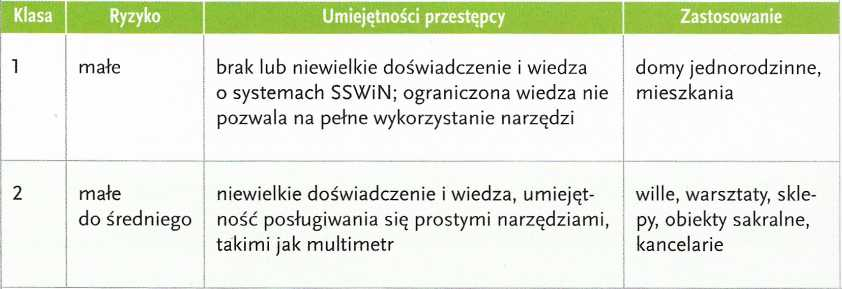 Klasa Ryzyko Umiejętności przestępcy Zastosowanie
1 małe brak lub niewielkie doświadczenie i wiedza domy jednorodzinne,
o systemach SSWiN; ograniczona wiedza nie mieszkania
pozwala na pełne wykorzystanie narzędzi
2 małe niewielkie doświadczenie i wiedza, umiejęt- wille, warsztaty, skle-
do średniego ność posługiwania się prostymi narzędziami, py, obiekty sakralne,
takimi jak multimetr kancelarie